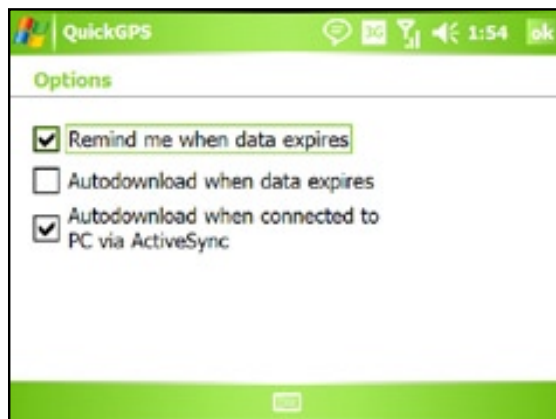 QuickGPS 3G 1:54 ok
Options
Remind me when data expires
Autodownload when data expires
Autodownload when connected to
PC via ActiveSync